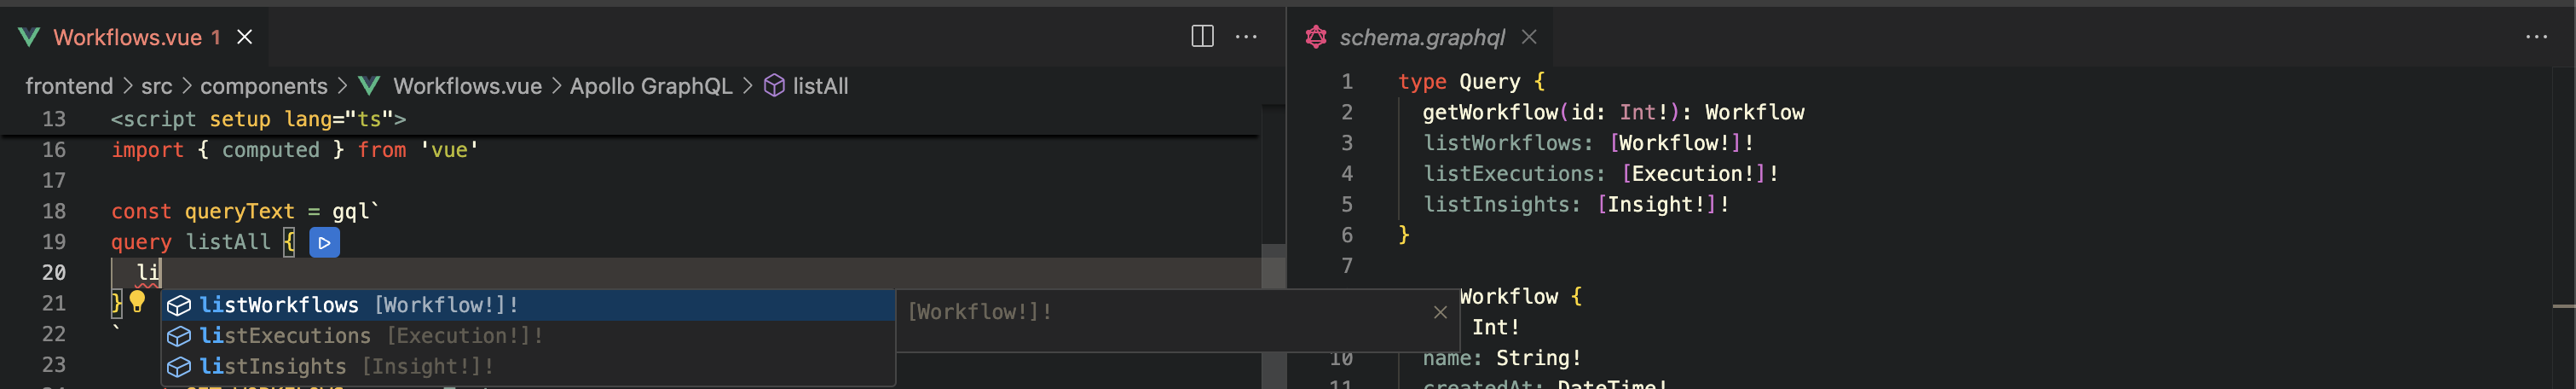 Workflows.vue 1
frontend > src > components > Workflows.vue > Apollo GraphQL > listAll
13 <script setup lang="ts">
16 import { computed } from 'vue'
17
18 const queryText = gql`
19 query listAll {
20 li
21 }
22 `
23
listWorkflows [Workflow!]!
listExecutions [Execution!]!
listInsights [Insight!]!
[Workflow!]!
schema.graphql
1 type Query {
2 getWorkflow(id: Int!): Workflow
3 listWorkflows: [Workflow!]!
4 listExecutions: [Execution!]!
5 listInsights: [Insight!]!
6 }
7
Workflow {
Int!
10 name: String!
11 createdAt: DateTime!